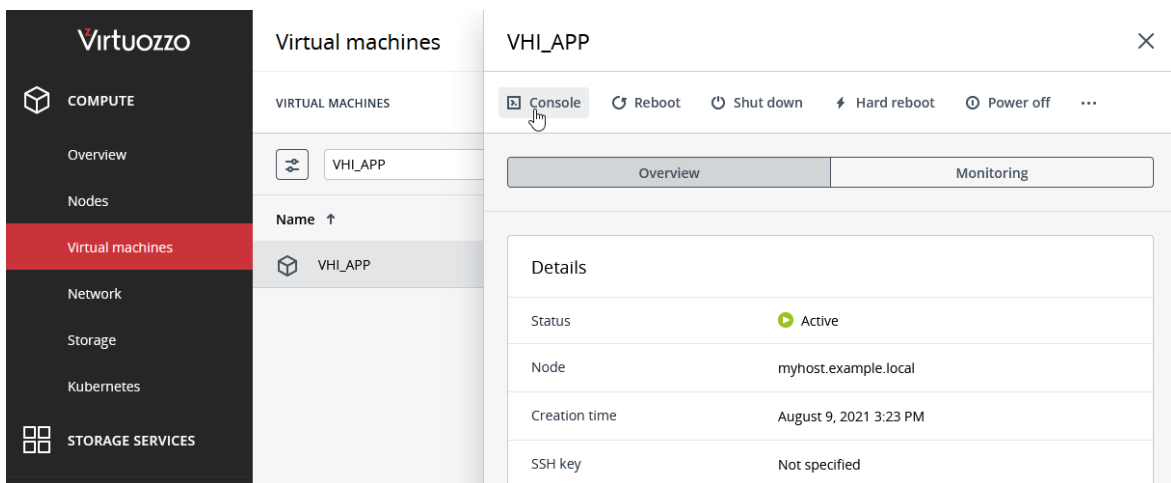 Virtuozzo
COMPUTE
Overview
Nodes
Virtual machines
Network
Storage
Kubernetes
STORAGE SERVICES
Virtual machines
VIRTUAL MACHINES
VHI_APP
Name ↑
VHI_APP
VHI_APP
Console Reboot Shut down Hard reboot Power off ...
Overview Monitoring
Details
Status Active
Node myhost.example.local
Creation time August 9, 2021 3:23 PM
SSH key Not specified